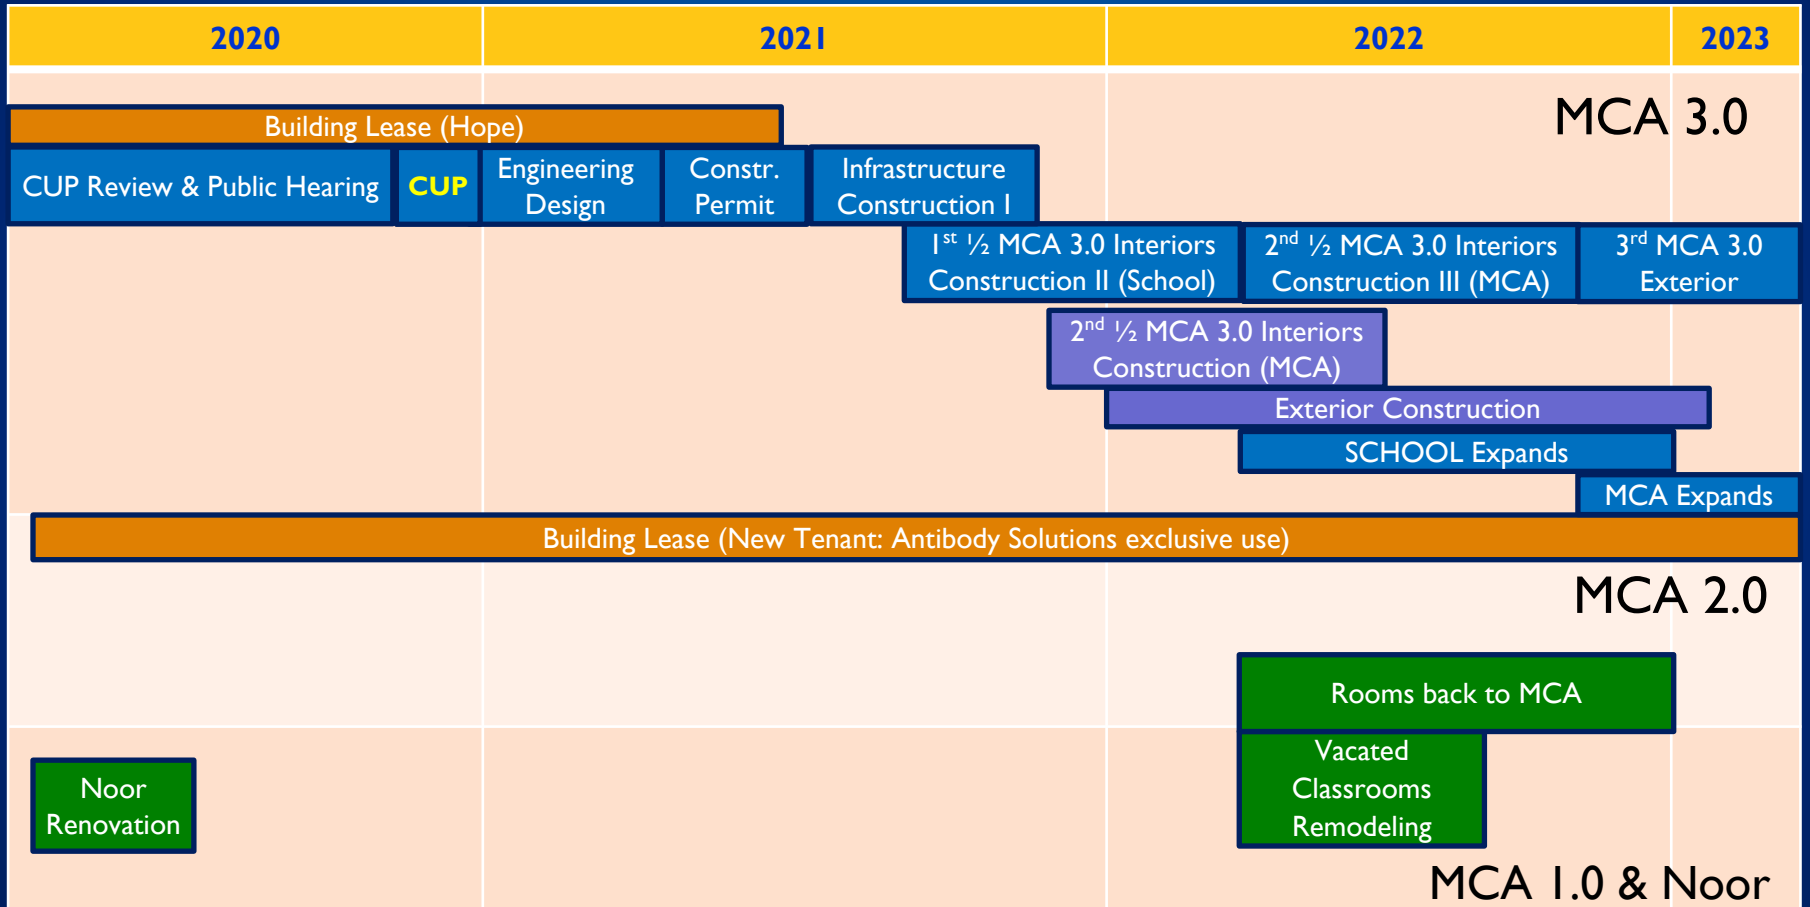 2020
2021
2022
2023
MCA 3.0
Building Lease (Hope)
CUP Review & Public Hearing
CUP
Engineering
Design
Constr.
Permit
Infrastructure
Construction I
1st ½ MCA 3.0 Interiors
Construction II (School)
2nd ½ MCA 3.0 Interiors
Construction III (MCA)
3rd MCA 3.0
Exterior
2nd ½ MCA 3.0 Interiors
Construction (MCA)
Exterior Construction
SCHOOL Expands
MCA Expands
Building Lease (New Tenant: Antibody Solutions exclusive use)
MCA 2.0
Rooms back to MCA
Noor
Renovation
Vacated
Classrooms
Remodeling
MCA 1.0 & Noor